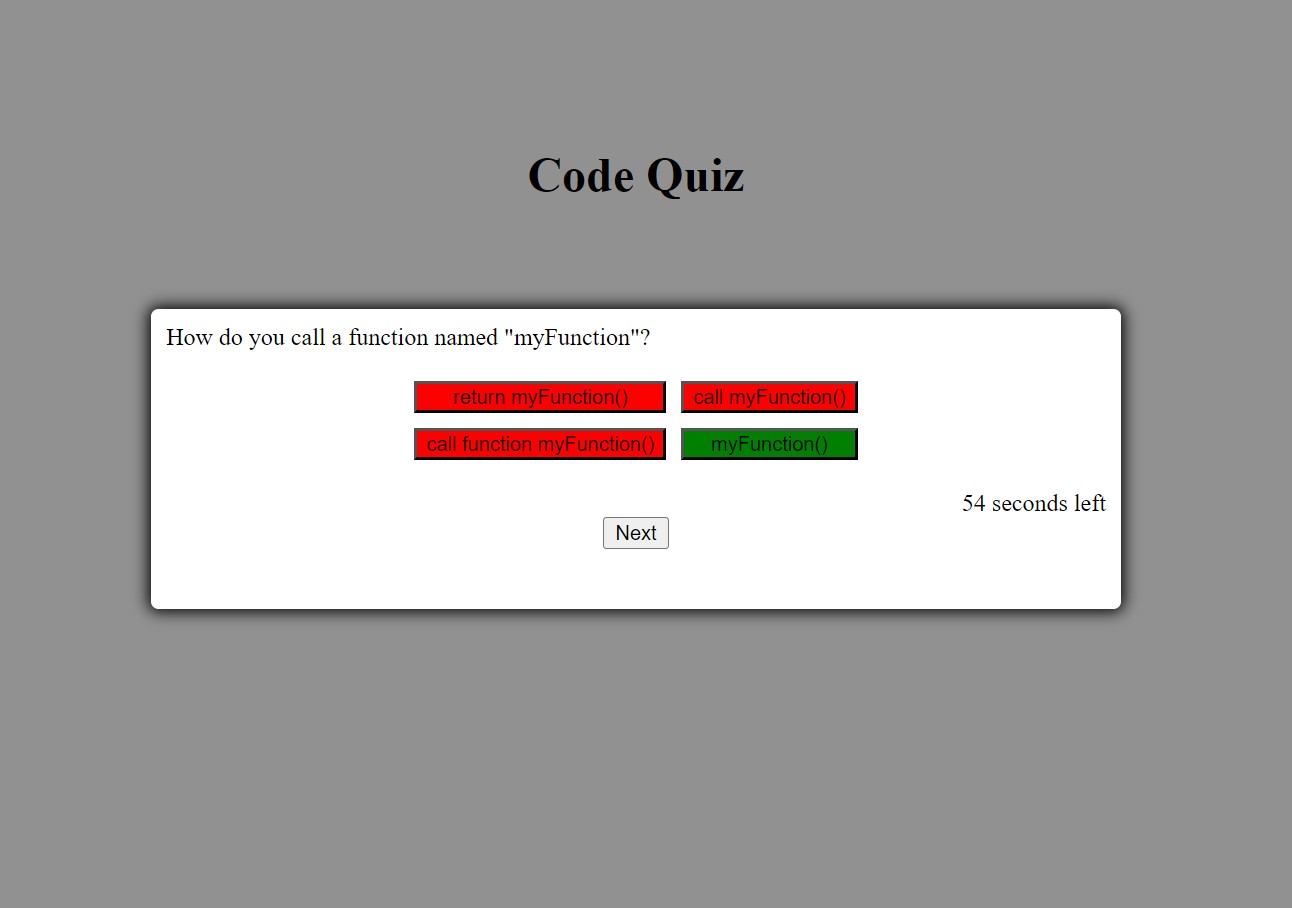 Code Quiz
How do you call a function named "myFunction"?
return myFunction() call myFunction()
call function myFunction() myFunction()
54 seconds left
Next